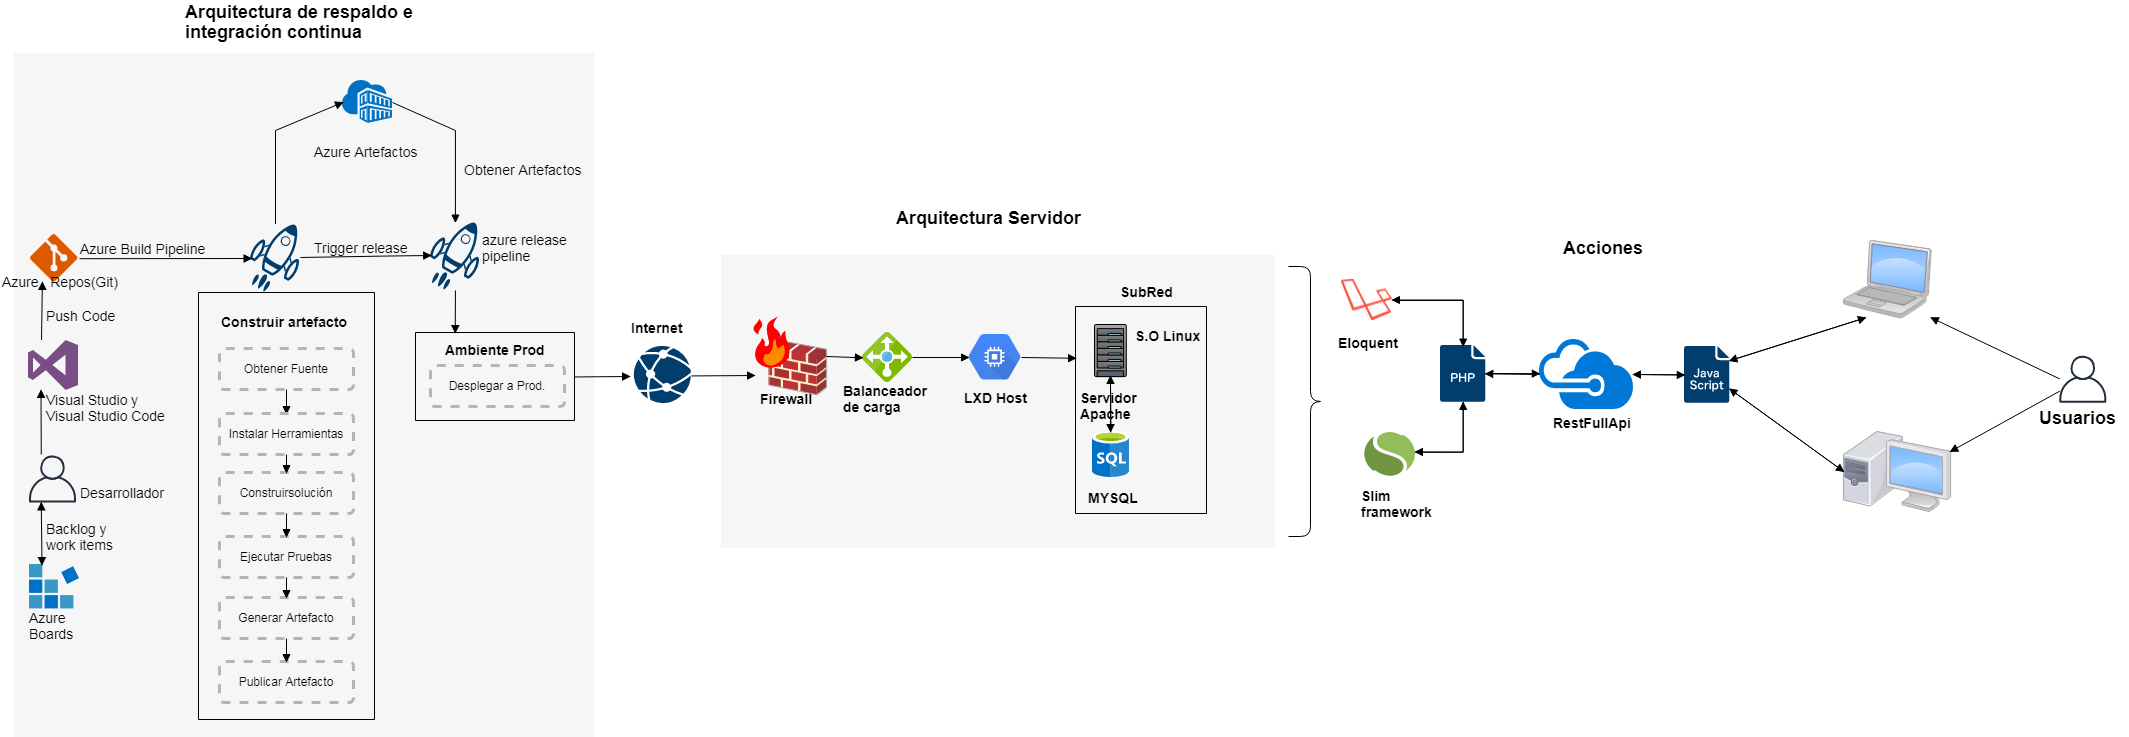 Arquitectura de respaldo e
integración continua
Azure Artefactos
Obtener Artefactos
Azure Build Pipeline
Trigger release
azure release
pipeline
Azure Repos(Git)
Push Code
Visual Studio y
Visual Studio Code
Desarrollador
Backlog y
work items
Azure
Boards
Construir artefacto
Obtener Fuente
Instalar Herramientas
Construirsolución
Ejecutar Pruebas
Generar Artefacto
Publicar Artefacto
Ambiente Prod
Desplegar a Prod.
Internet
Arquitectura Servidor
Firewall
Balanceador
de carga
LXD Host
SubRed
S.O Linux
Servidor
Apache
SQL
MYSQL
Acciones
Eloquent
PHP
Slim
framework
RestFullApi
Java
Script
Usuarios